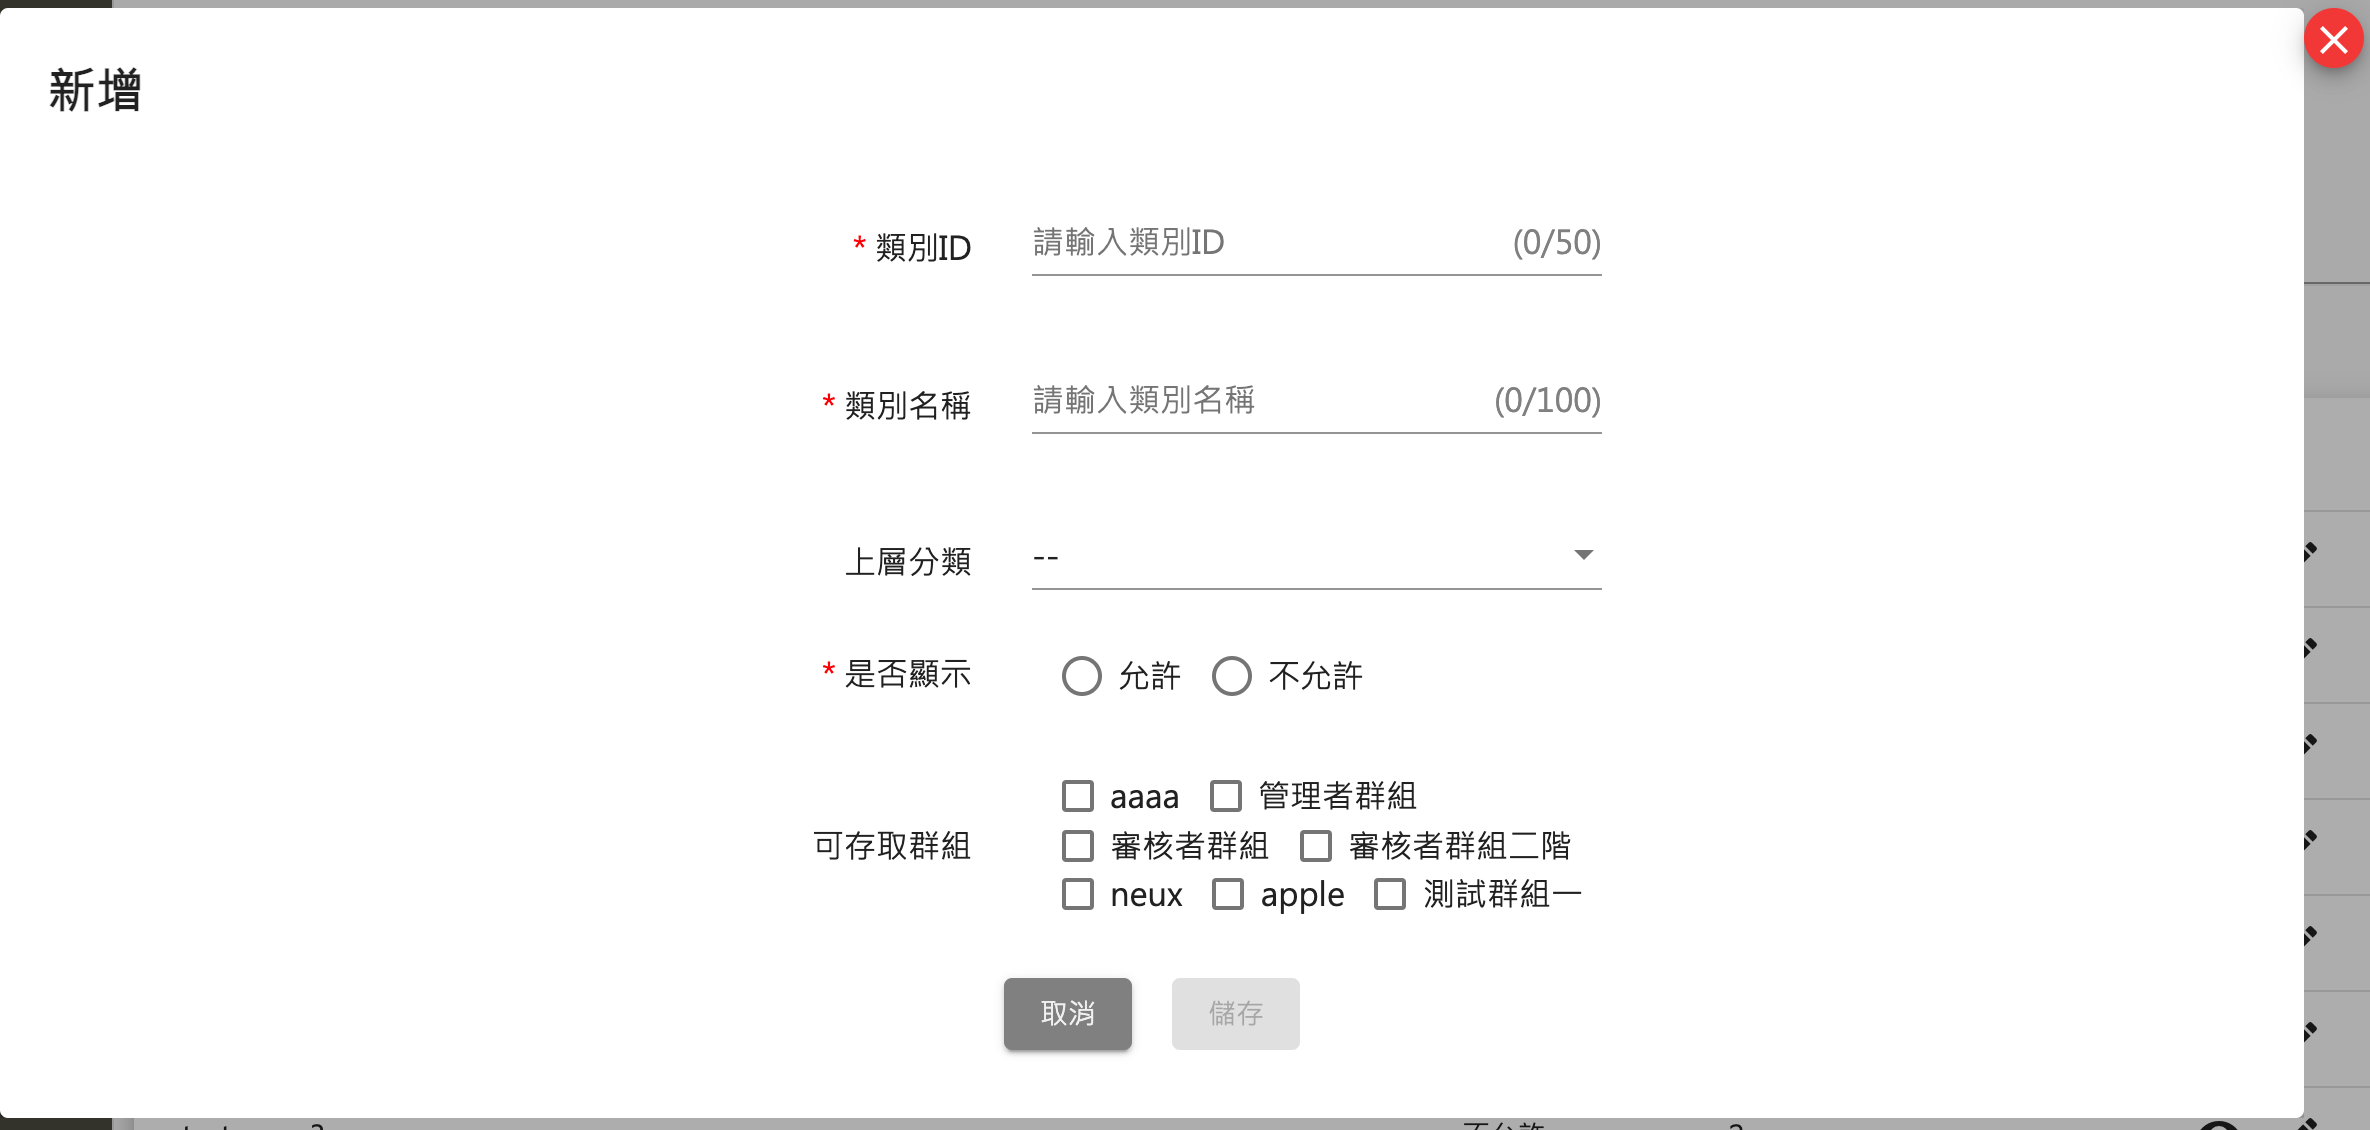 新增
* 類別ID 請輸入類別ID (0/50)
* 類別名稱 請輸入類別名稱 (0/100)
上層分類 --
* 是否顯示 允許 不允許
aaaa 管理者群組
可存取群組 審核者群組 審核者群組二階
neux apple 測試群組一
取消 儲存